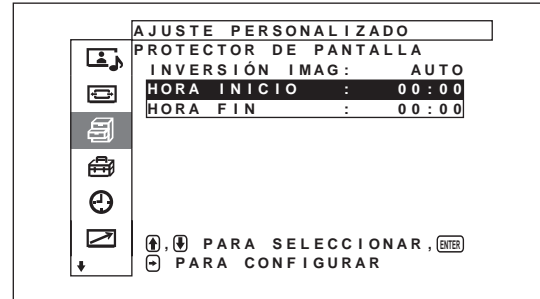 AJUSTE PERSONALIZADO
PROTECTOR DE PANTALLA
INVERSIÓN IMAG: AUTO
HORA INICIO : 00:00
HORA FIN : 00:00
, PARA SELECCIONAR, ENTER
PARA CONFIGURAR